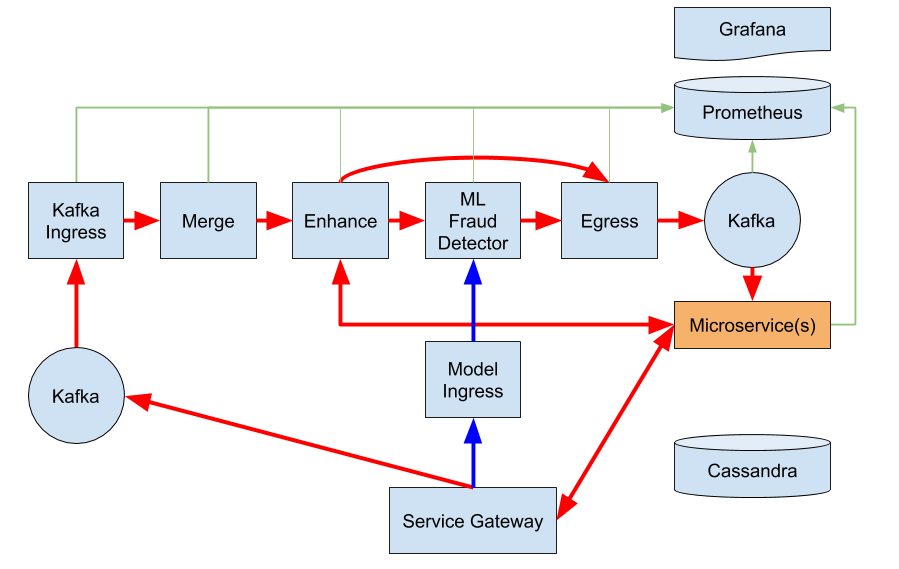 Grafana
Prometheus
Kafka
Ingress
Merge
Enhance
ML
Fraud
Detector
Egress
Kafka
Microservice(s)
Model
Ingress
Kafka
Cassandra
Service Gateway